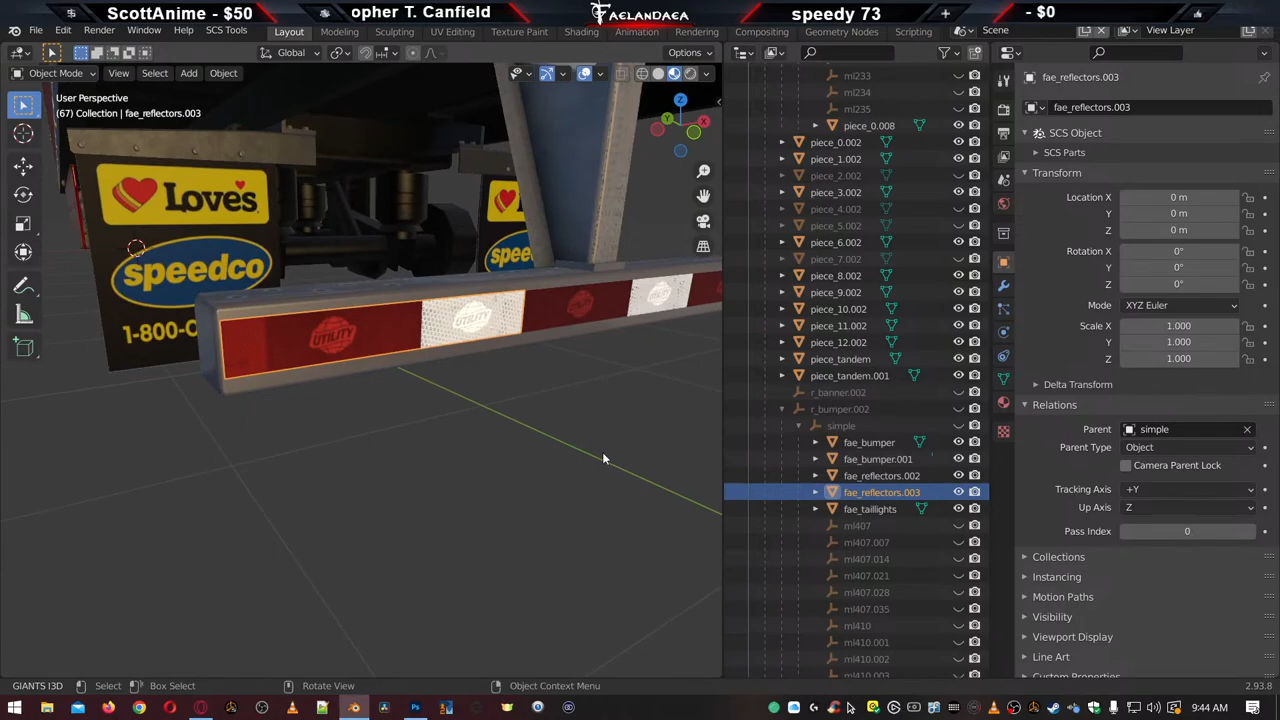 ScottAnime - $50
opher T. Canfield
FAELANDAEA
speedy 73
- $0
File Edit Render Window Help SCS Tools
Layout Modeling Sculpting UV Editing Texture Paint Shading Animation Rendering Compositing Geometry Nodes Scripting
Scene
View Layer
Global
Options
Object Mode View Select Add Object
User Perspective
(67) Collection | fae_reflectors.003
Z
Y
X
Love's
speedco
1-800-C
UTILITY
ml233
ml234
ml235
piece_0.008
piece_0.002
piece_1.002
piece_2.002
piece_3.002
piece_4.002
piece_5.002
piece_6.002
piece_7.002
piece_8.002
piece_9.002
piece_10.002
piece_11.002
piece_12.002
piece_tandem
piece_tandem.001
r_banner.002
r_bumper.002
simple
fae_bumper
fae_bumper.001
fae_reflectors.002
fae_reflectors.003
fae_taillights
ml407
ml407.007
ml407.014
ml407.021
ml407.028
ml407.035
ml410
ml410.001
ml410.002
ml410.003
fae_reflectors.003
fae_reflectors.003
SCS Object
SCS Parts
Transform
Location X 0 m
Y 0 m
Z 0 m
Rotation X 0°
Y 0°
Z 0°
Mode XYZ Euler
Scale X 1.000
Y 1.000
Z 1.000
Delta Transform
Relations
Parent simple
Parent Type Object
Camera Parent Lock
Tracking Axis +Y
Up Axis Z
Pass Index 0
Collections
Instancing
Motion Paths
Visibility
Viewport Display
Line Art
Custom Properties
GIANTS I3D Select Box Select Rotate View Object Context Menu 2.93.8
9:44 AM